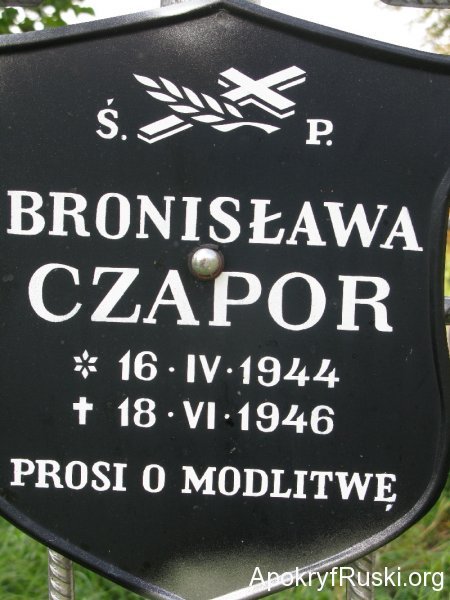 Ś. P.
BRONISŁAWA
CZAPOR
* 16·IV·1944
† 18·VI·1946
PROSI O MODLITWĘ
ApokryfRuski.org